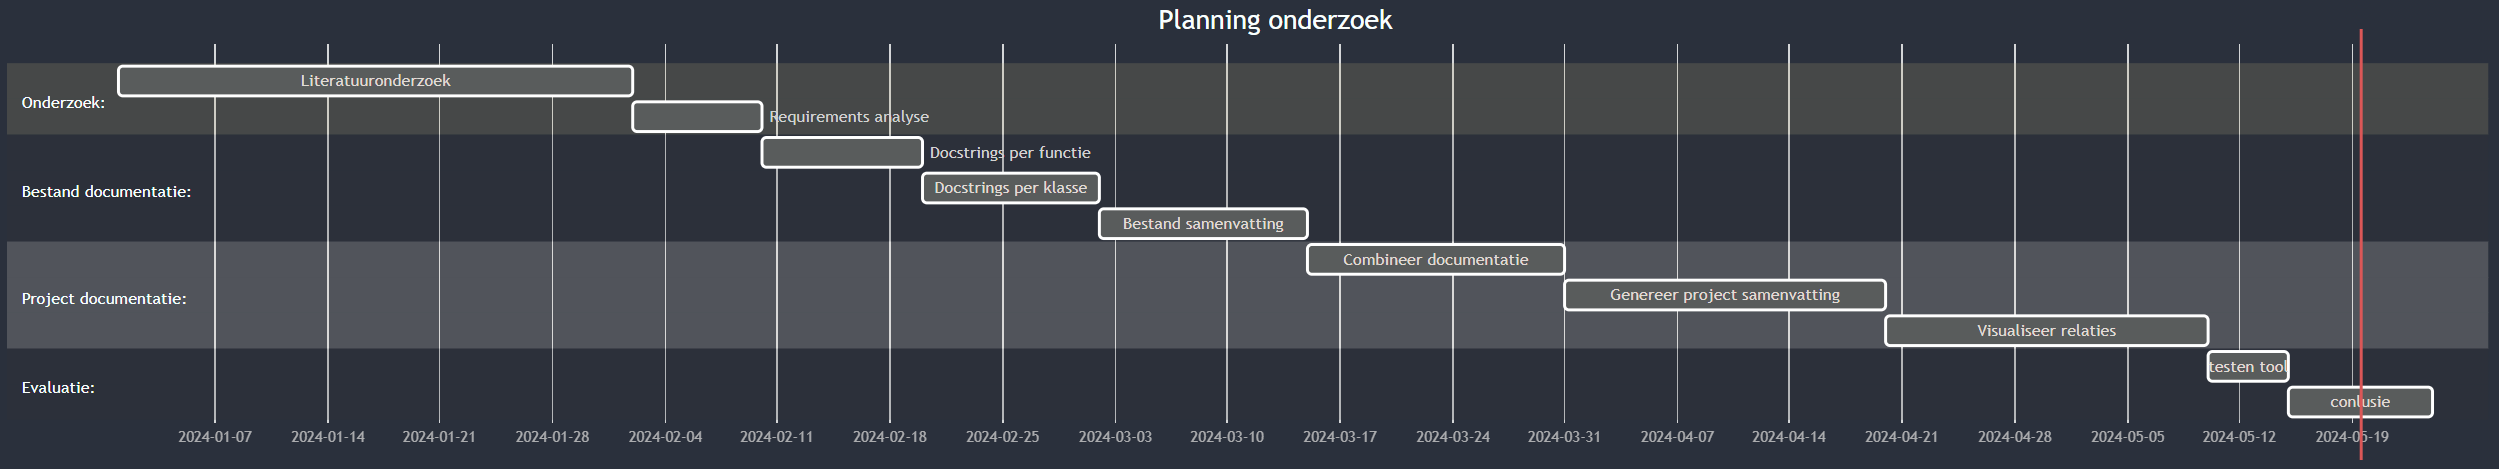 Planning onderzoek
Onderzoek:
Literatuuronderzoek
Requirements analyse
Bestand documentatie:
Docstrings per functie
Docstrings per klasse
Bestand samenvatting
Project documentatie:
Combineer documentatie
Genereer project samenvatting
Visualiseer relaties
Evaluatie:
testen tool
conlusie
2024-01-07 2024-01-14 2024-01-21 2024-01-28 2024-02-04 2024-02-11 2024-02-18 2024-02-25 2024-03-03 2024-03-10 2024-03-17 2024-03-24 2024-03-31 2024-04-07 2024-04-14 2024-04-21 2024-04-28 2024-05-05 2024-05-12 2024-05-19